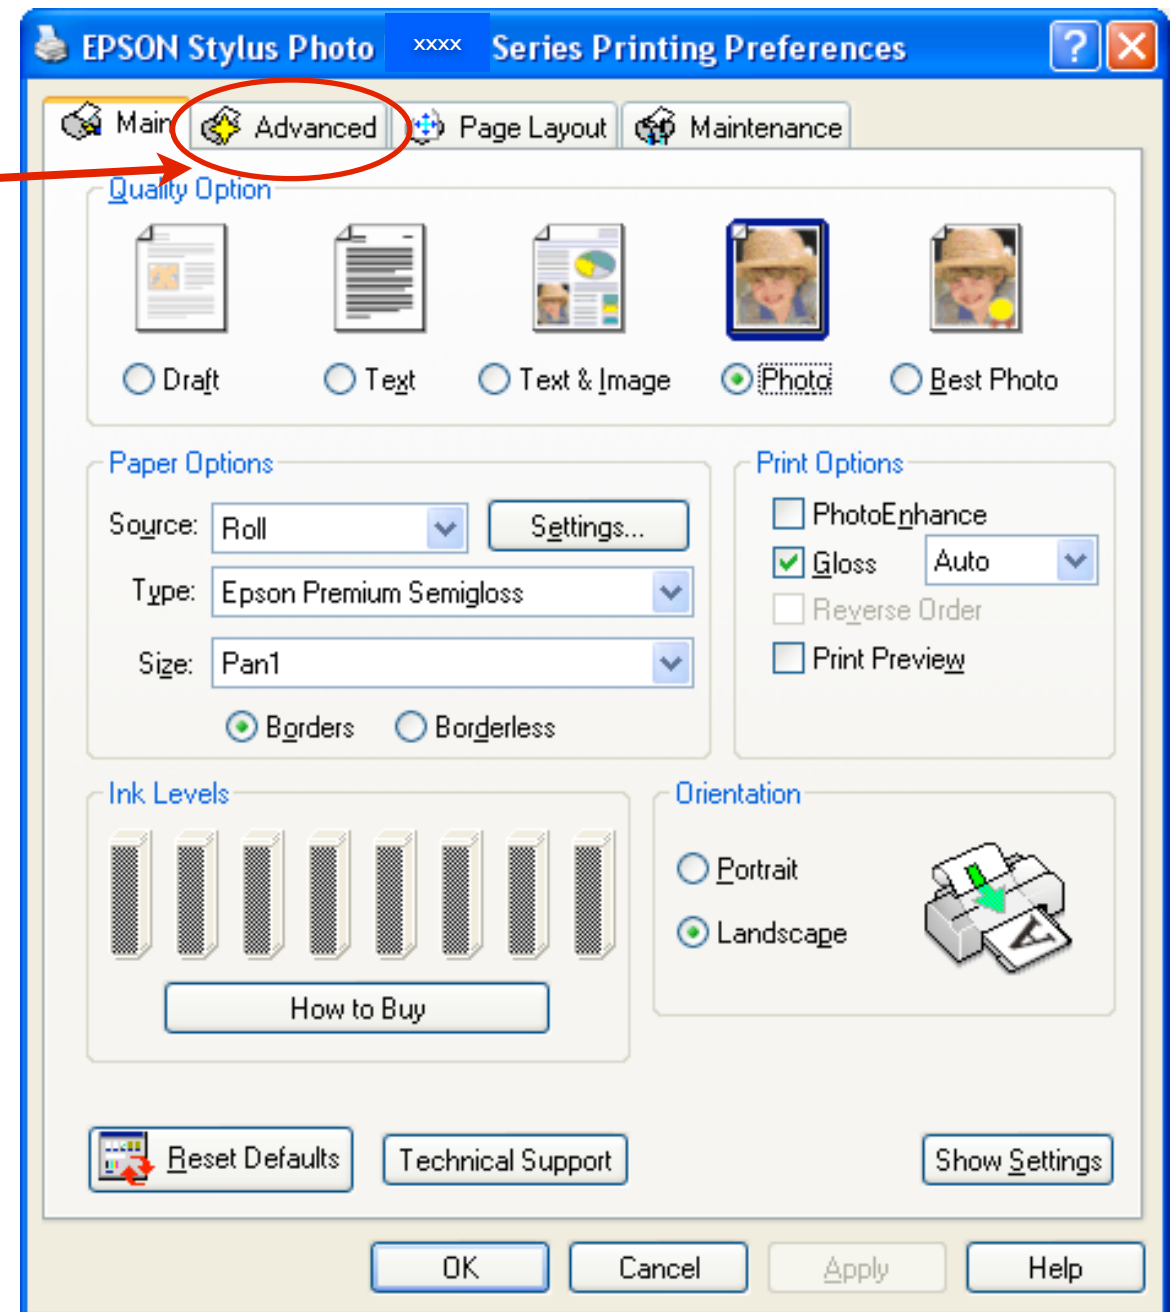 EPSON Stylus Photo xxxx Series Printing Preferences
Main Advanced Page Layout Maintenance
Quality Option
Draft Text Text & Image Photo Best Photo
Paper Options
Source: Roll Settings...
Type: Epson Premium Semigloss
Size: Pan1
Borders Borderless
Print Options
PhotoEnhance
Gloss Auto
Reverse Order
Print Preview
Ink Levels
How to Buy
Orientation
Portrait
Landscape
A
Reset Defaults Technical Support Show Settings
OK Cancel Apply Help